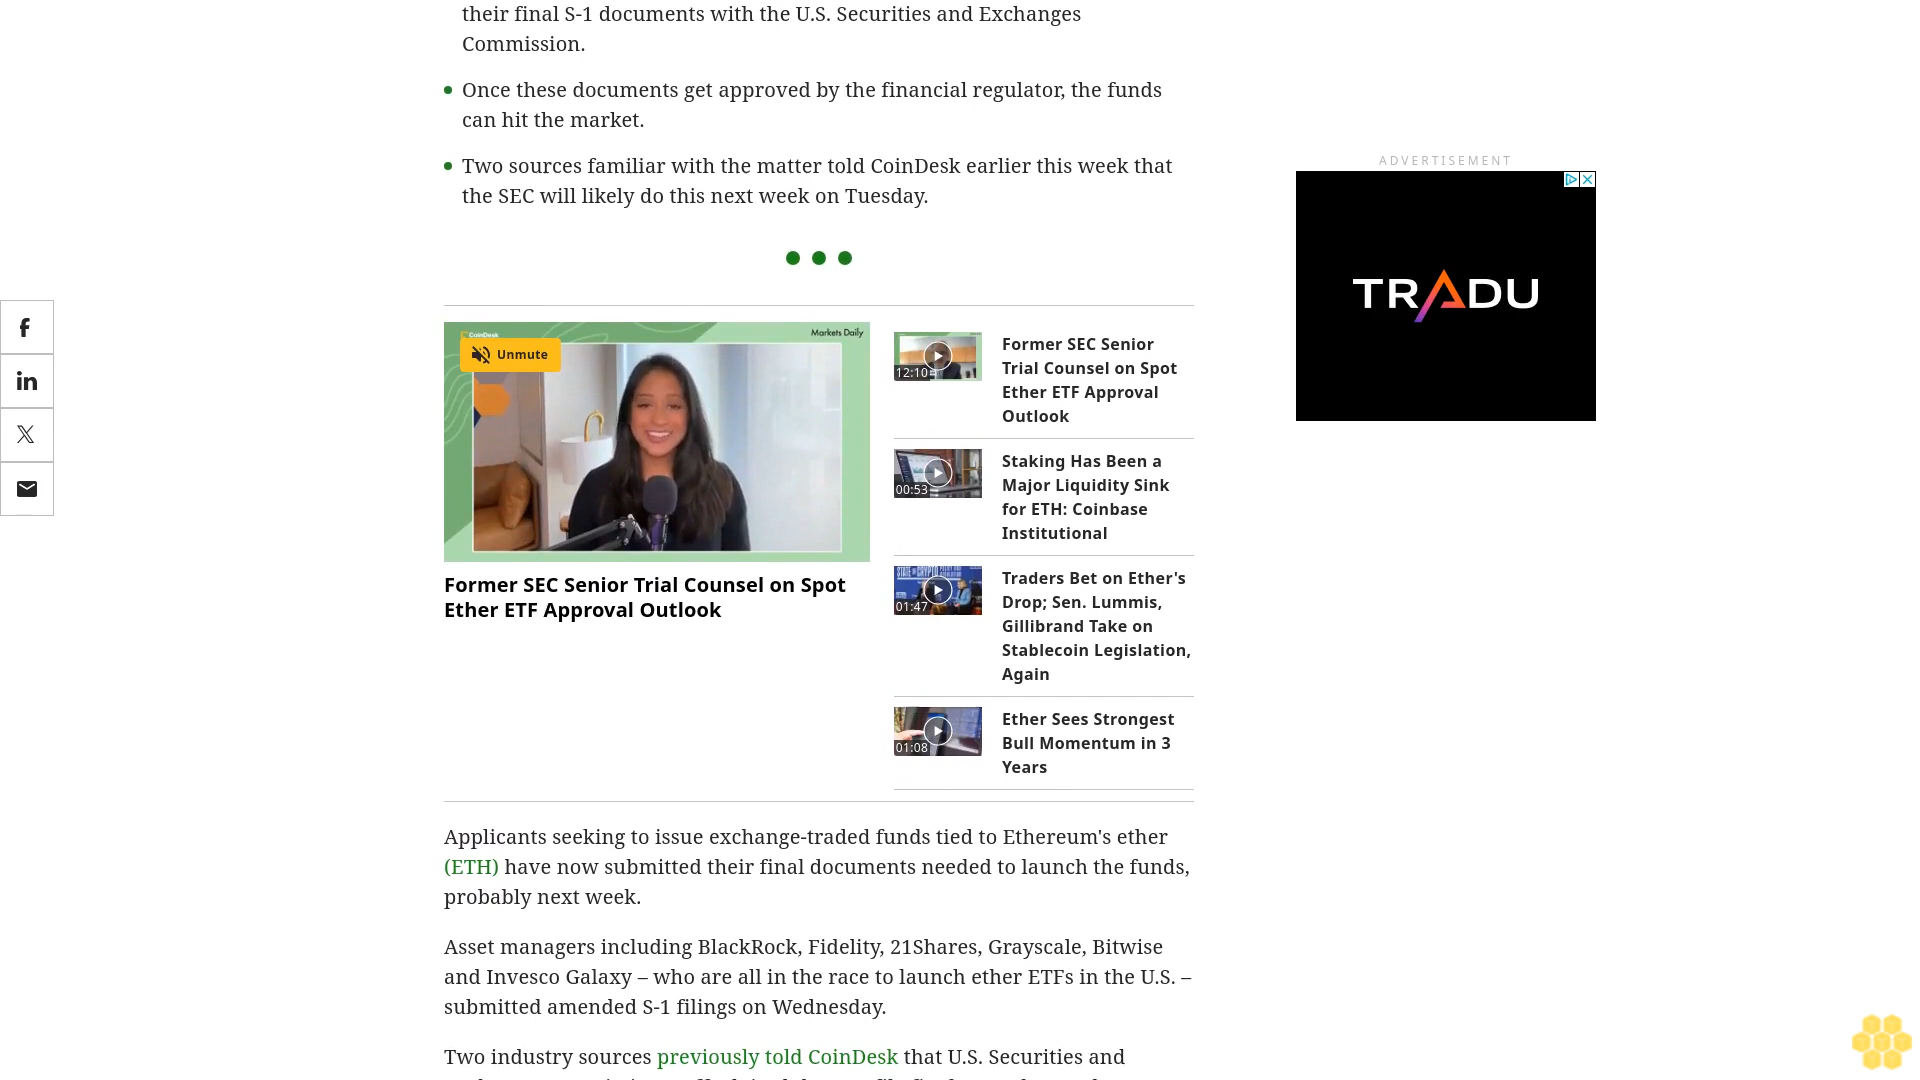 their final S-1 documents with the U.S. Securities and Exchanges
Commission.
Once these documents get approved by the financial regulator, the funds
can hit the market.
Two sources familiar with the matter told CoinDesk earlier this week that
the SEC will likely do this next week on Tuesday.
ADVERTISEMENT
TRADU
CoinDesk
Markets Daily
Unmute
Former SEC Senior Trial Counsel on Spot
Ether ETF Approval Outlook
12:10
Former SEC Senior
Trial Counsel on Spot
Ether ETF Approval
Outlook
00:53
Staking Has Been a
Major Liquidity Sink
for ETH: Coinbase
Institutional
01:47
Traders Bet on Ether's
Drop; Sen. Lummis,
Gillibrand Take on
Stablecoin Legislation,
Again
01:08
Ether Sees Strongest
Bull Momentum in 3
Years
Applicants seeking to issue exchange-traded funds tied to Ethereum's ether
(ETH) have now submitted their final documents needed to launch the funds,
probably next week.
Asset managers including BlackRock, Fidelity, 21Shares, Grayscale, Bitwise
and Invesco Galaxy – who are all in the race to launch ether ETFs in the U.S. –
submitted amended S-1 filings on Wednesday.
Two industry sources previously told CoinDesk that U.S. Securities and